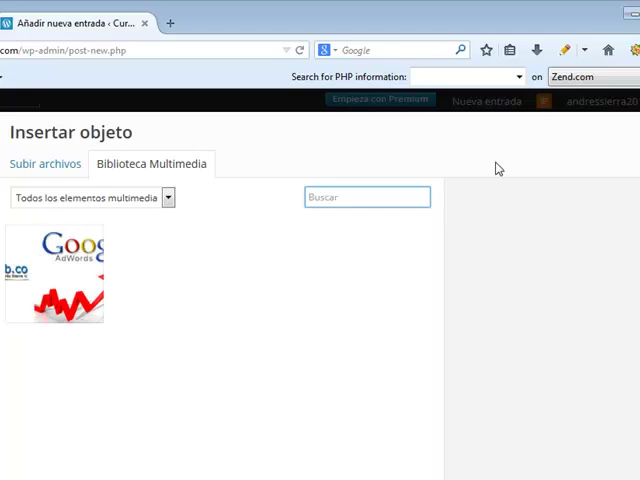 Añadir nueva entrada ‹ Cur...
com/wp-admin/post-new.php
Google
Search for PHP information:
on
Zend.com
Empieza con Premium
Nueva entrada
andressierra20
Insertar objeto
Subir archivos
Biblioteca Multimedia
Todos los elementos multimedia
Buscar
Goog
AdWords
b.co